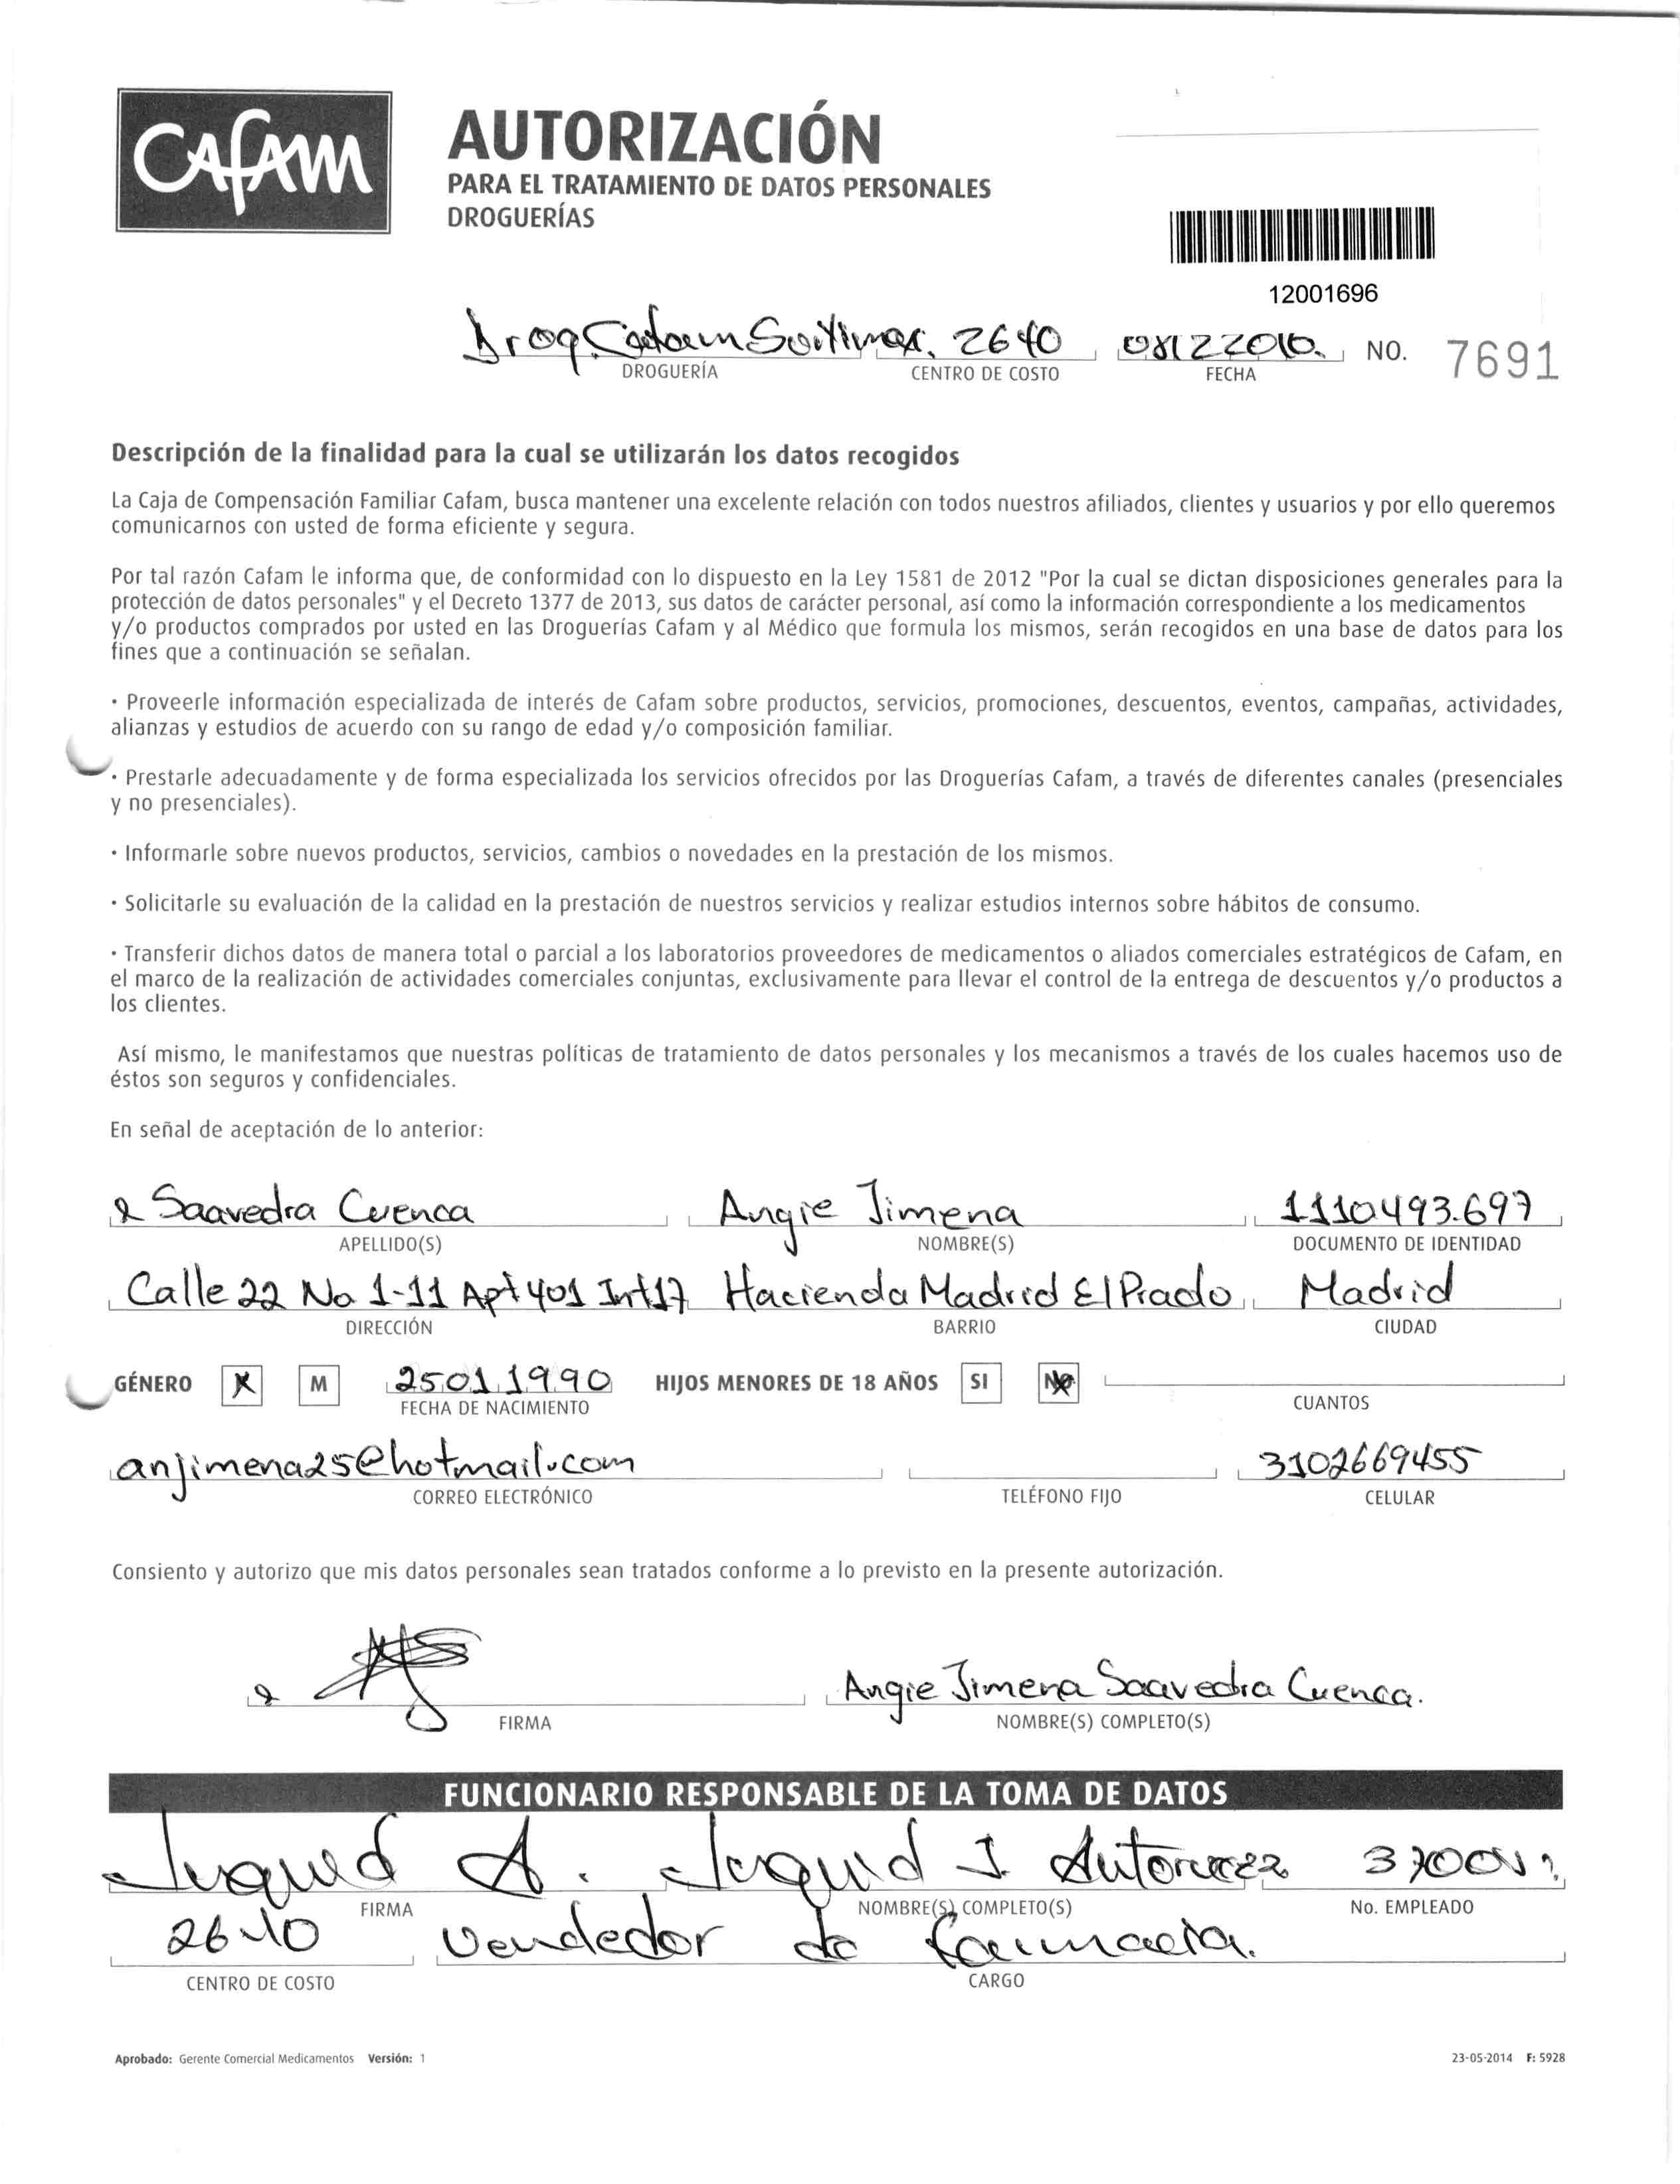 Cafam
AUTORIZACIÓN
PARA EL TRATAMIENTO DE DATOS PERSONALES
DROGUERÍAS
12001696
Drog Cafam 2640 NO. 7691
DROGUERÍA CENTRO DE COSTO FECHA
Descripción de la finalidad para la cual se utilizarán los datos recogidos
La Caja de Compensación Familiar Cafam, busca mantener una excelente relación con todos nuestros afiliados, clientes y usuarios y por ello queremos
comunicarnos con usted de forma eficiente y segura.
Por tal razón Cafam le informa que, de conformidad con lo dispuesto en la Ley 1581 de 2012 "Por la cual se dictan disposiciones generales para la
protección de datos personales" y el Decreto 1377 de 2013, sus datos de carácter personal, así como la información correspondiente a los medicamentos
y/o productos comprados por usted en las Droguerías Cafam y al Médico que formula los mismos, serán recogidos en una base de datos para los
fines que a continuación se señalan.
· Proveerle información especializada de interés de Cafam sobre productos, servicios, promociones, descuentos, eventos, campañas, actividades,
alianzas y estudios de acuerdo con su rango de edad y/o composición familiar.
· Prestarle adecuadamente y de forma especializada los servicios ofrecidos por las Droguerías Cafam, a través de diferentes canales (presenciales
y no presenciales).
· Informarle sobre nuevos productos, servicios, cambios o novedades en la prestación de los mismos.
· Solicitarle su evaluación de la calidad en la prestación de nuestros servicios y realizar estudios internos sobre hábitos de consumo.
· Transferir dichos datos de manera total o parcial a los laboratorios proveedores de medicamentos o aliados comerciales estratégicos de Cafam, en
el marco de la realización de actividades comerciales conjuntas, exclusivamente para llevar el control de la entrega de descuentos y/o productos a
los clientes.
Así mismo, le manifestamos que nuestras políticas de tratamiento de datos personales y los mecanismos a través de los cuales hacemos uso de
éstos son seguros y confidenciales.
En señal de aceptación de lo anterior:
Saavedra Cuenca Angie Jimena 1110493.697
APELLIDO(S) NOMBRE(S) DOCUMENTO DE IDENTIDAD
Calle 22 No 1-11 Apt 401 Int 17 Hacienda Madrid El Prado Madrid
DIRECCIÓN BARRIO CIUDAD
GÉNERO X M 25011990 HIJOS MENORES DE 18 AÑOS SI NO
FECHA DE NACIMIENTO CUANTOS
anjimena25@hotmail.com 3102669455
CORREO ELECTRÓNICO TELÉFONO FIJO CELULAR
Consiento y autorizo que mis datos personales sean tratados conforme a lo previsto en la presente autorización.
Angie Jimena Saavedra Cuenca.
FIRMA NOMBRE(S) COMPLETO(S)
FUNCIONARIO RESPONSABLE DE LA TOMA DE DATOS
FIRMA NOMBRE(S) COMPLETO(S) No. EMPLEADO
2640 Vendedor de farmacia.
CENTRO DE COSTO CARGO
Aprobado: Gerente Comercial Medicamentos Versión: 1 23-05-2014 F: 5928